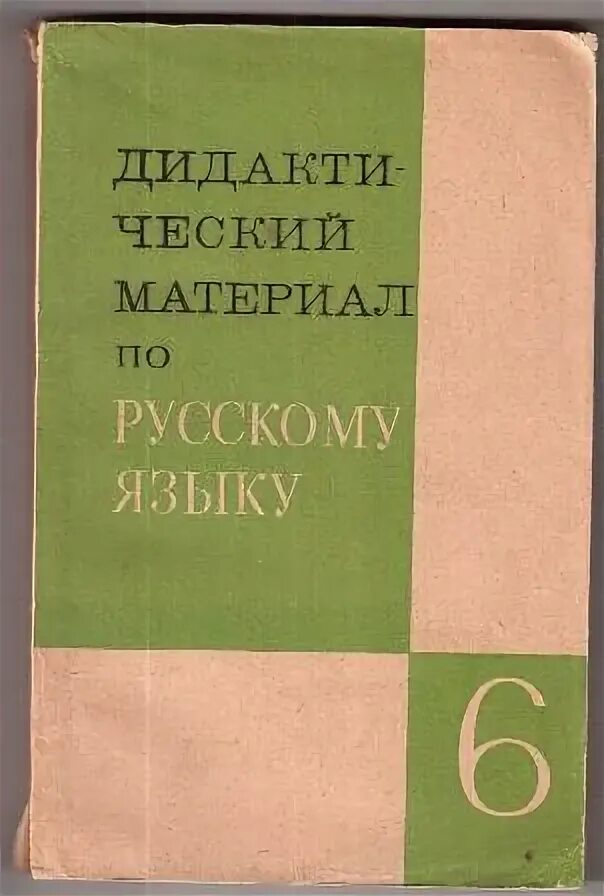 ДИДАКТИ-
ЧЕСКИЙ
МАТЕРИАЛ
ПО
РУССКОМУ
ЯЗЫКУ
6